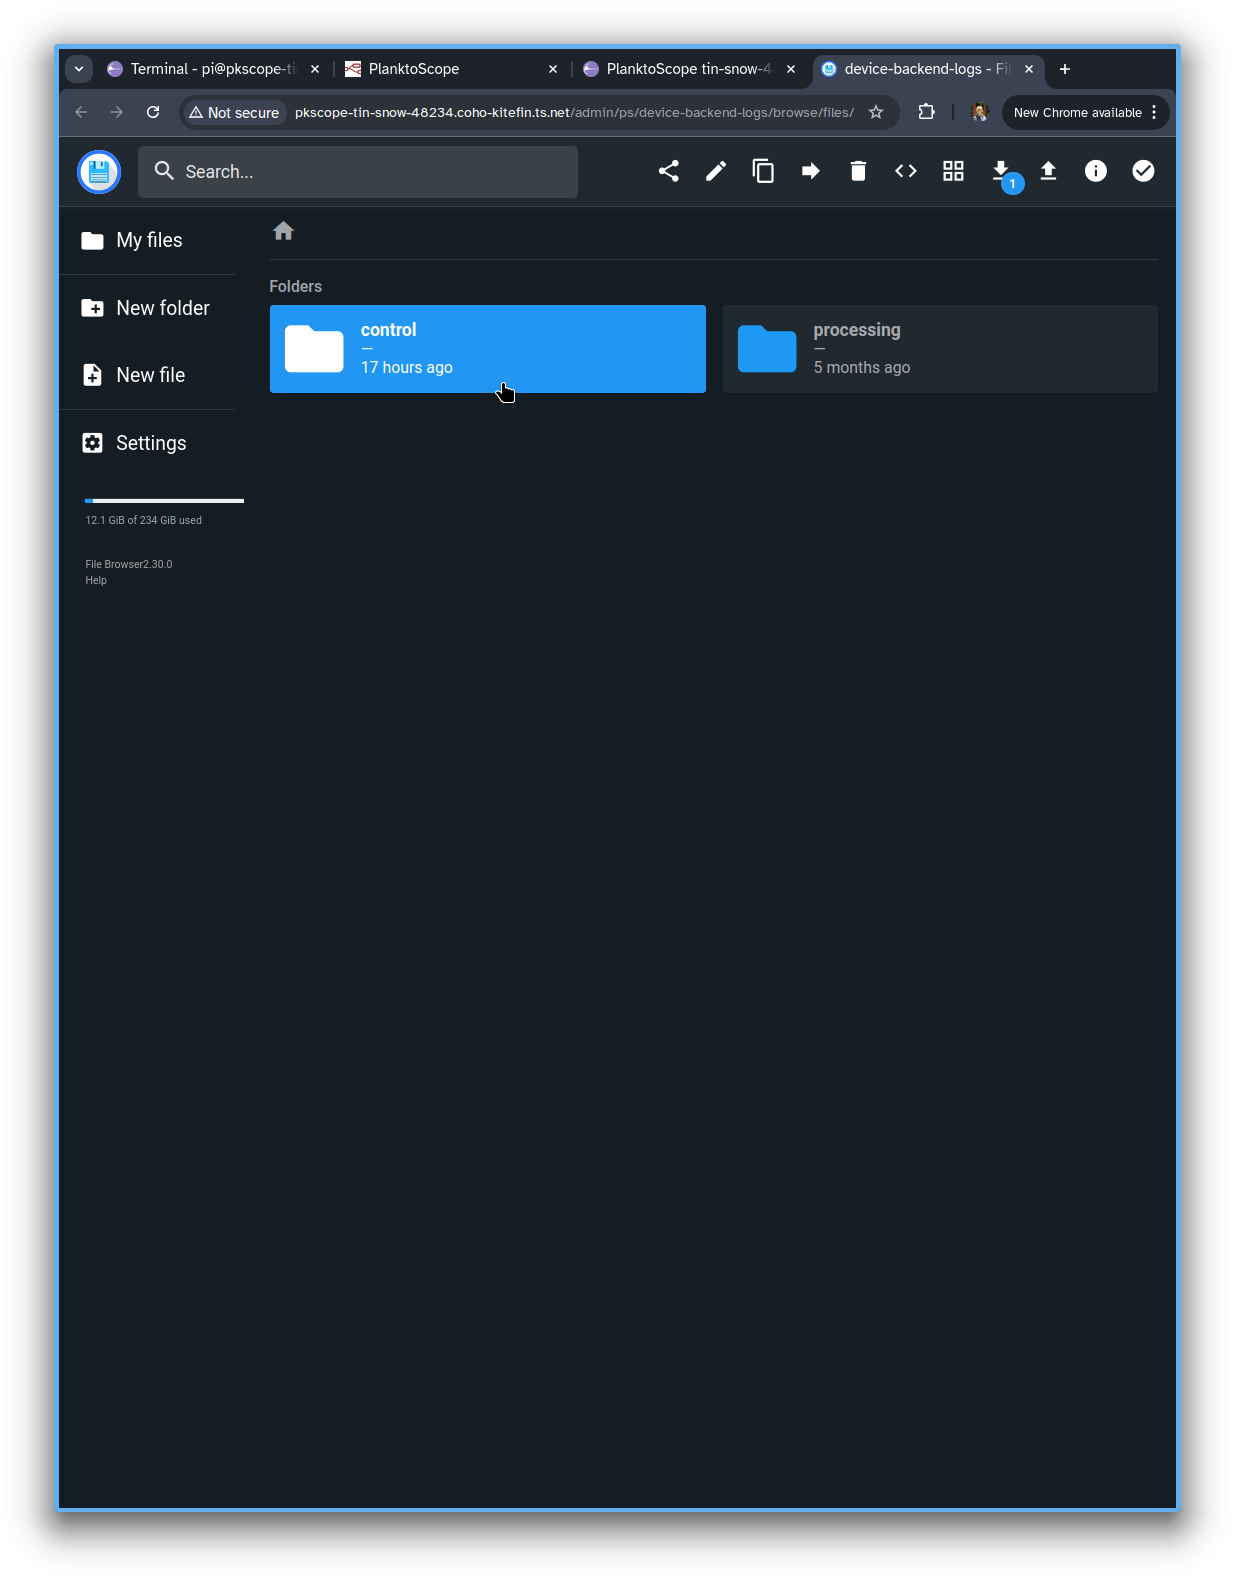 Terminal - pi@pkscope-ti
PlanktoScope
PlanktoScope tin-snow-4
device-backend-logs - Fil
Not secure
pkscope-tin-snow-48234.coho-kitefin.ts.net/admin/ps/device-backend-logs/browse/files/
New Chrome available
Search...
1
My files
New folder
New file
Settings
12.1 GiB of 234 GiB used
File Browser2.30.0
Help
Folders
control
—
17 hours ago
processing
—
5 months ago